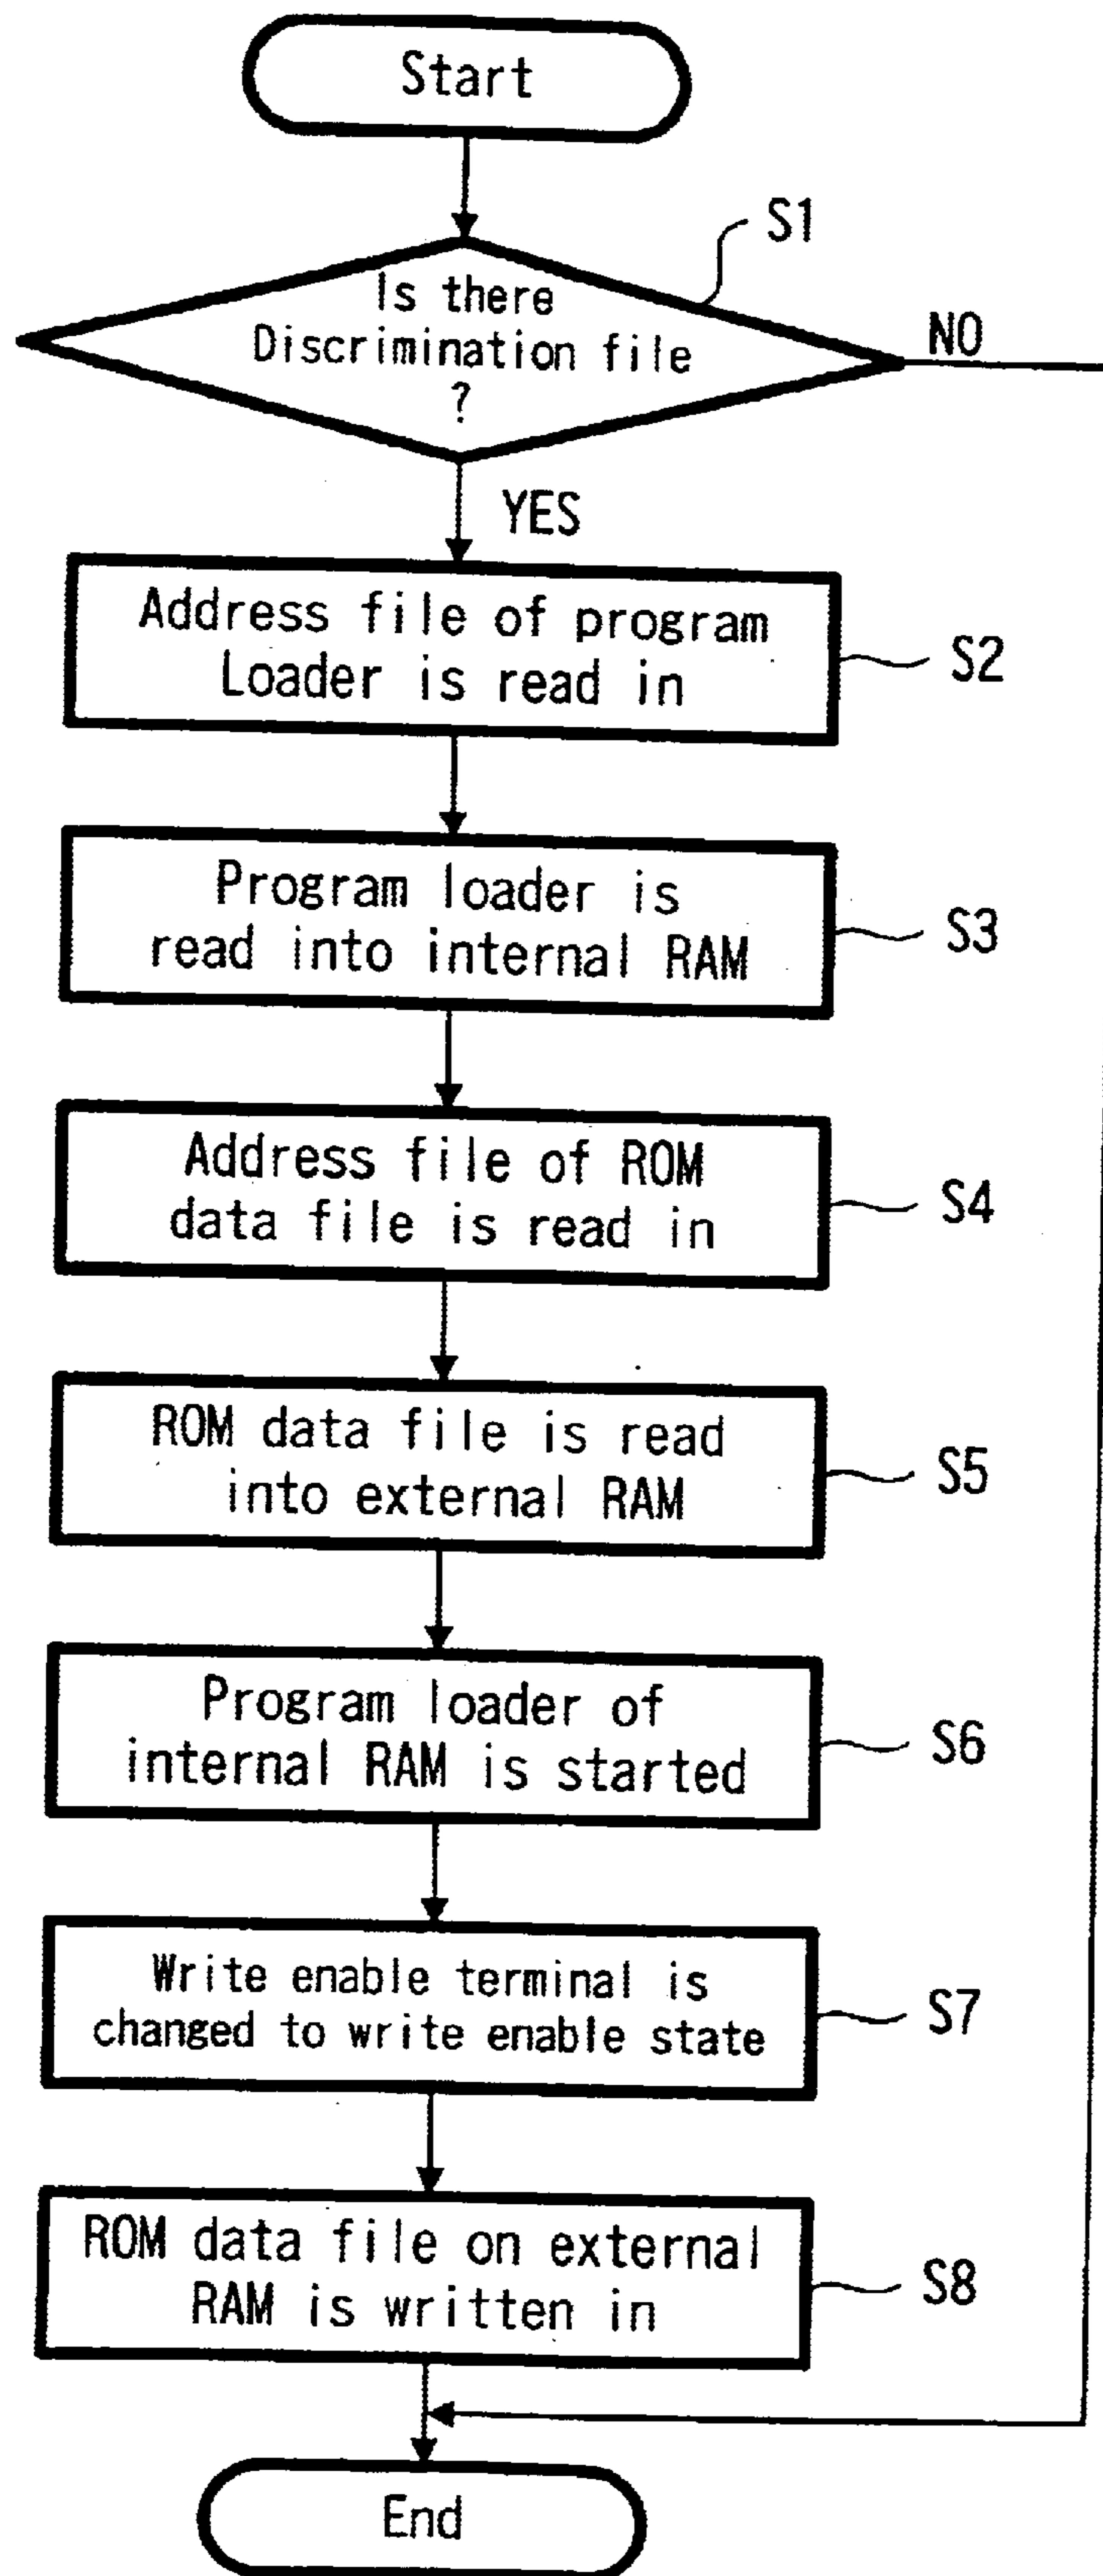 Start
S1
Is there
Discrimination file
?
NO
YES
Address file of program
Loader is read in
S2
Program loader is
read into internal RAM
S3
Address file of ROM
data file is read in
S4
ROM data file is read
into external RAM
S5
Program loader of
internal RAM is started
S6
Write enable terminal is
changed to write enable state
S7
ROM data file on external
RAM is written in
S8
End